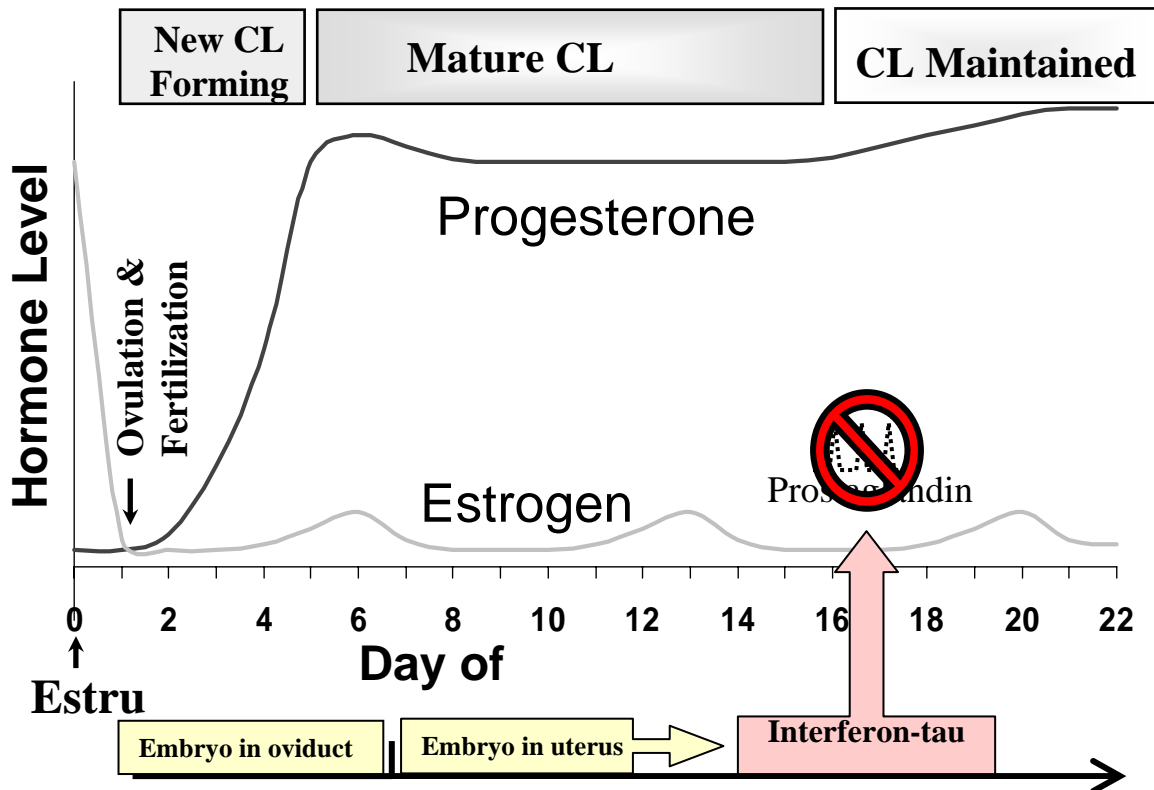 New CL
Forming
Mature CL
CL Maintained
Hormone Level
Ovulation &
Fertilization
Progesterone
Estrogen
0 2 4 6 8 10 12 14 16 18 20 22
Day of
Estru
Embryo in oviduct
Embryo in uterus
Interferon-tau